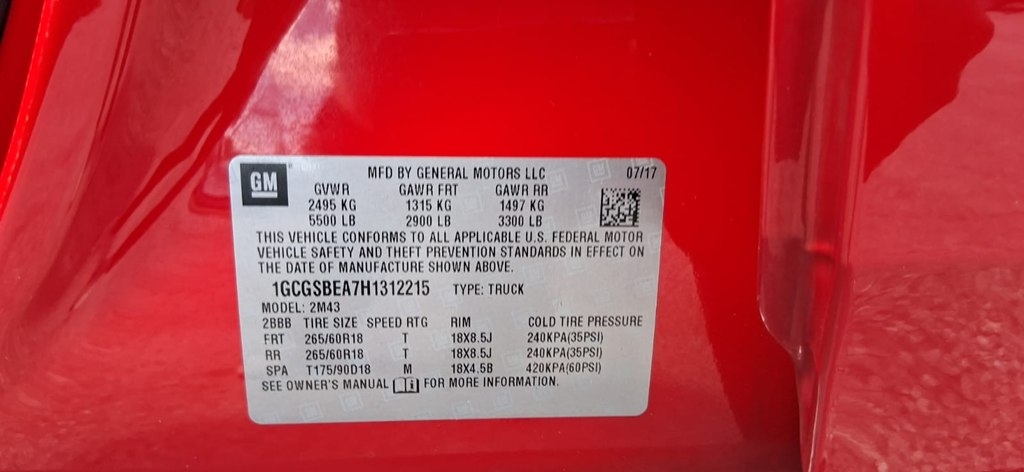 GM
MFD BY GENERAL MOTORS LLC 07/17
GVWR GAWR FRT GAWR RR
2495 KG 1315 KG 1497 KG
5500 LB 2900 LB 3300 LB
THIS VEHICLE CONFORMS TO ALL APPLICABLE U.S. FEDERAL MOTOR
VEHICLE SAFETY AND THEFT PREVENTION STANDARDS IN EFFECT ON
THE DATE OF MANUFACTURE SHOWN ABOVE.
1GCGSBEA7H1312215 TYPE: TRUCK
MODEL: 2M43
2BBB TIRE SIZE SPEED RTG RIM COLD TIRE PRESSURE
FRT 265/60R18 T 18X8.5J 240KPA(35PSI)
RR 265/60R18 T 18X8.5J 240KPA(35PSI)
SPA T175/90D18 M 18X4.5B 420KPA(60PSI)
SEE OWNER'S MANUAL FOR MORE INFORMATION.